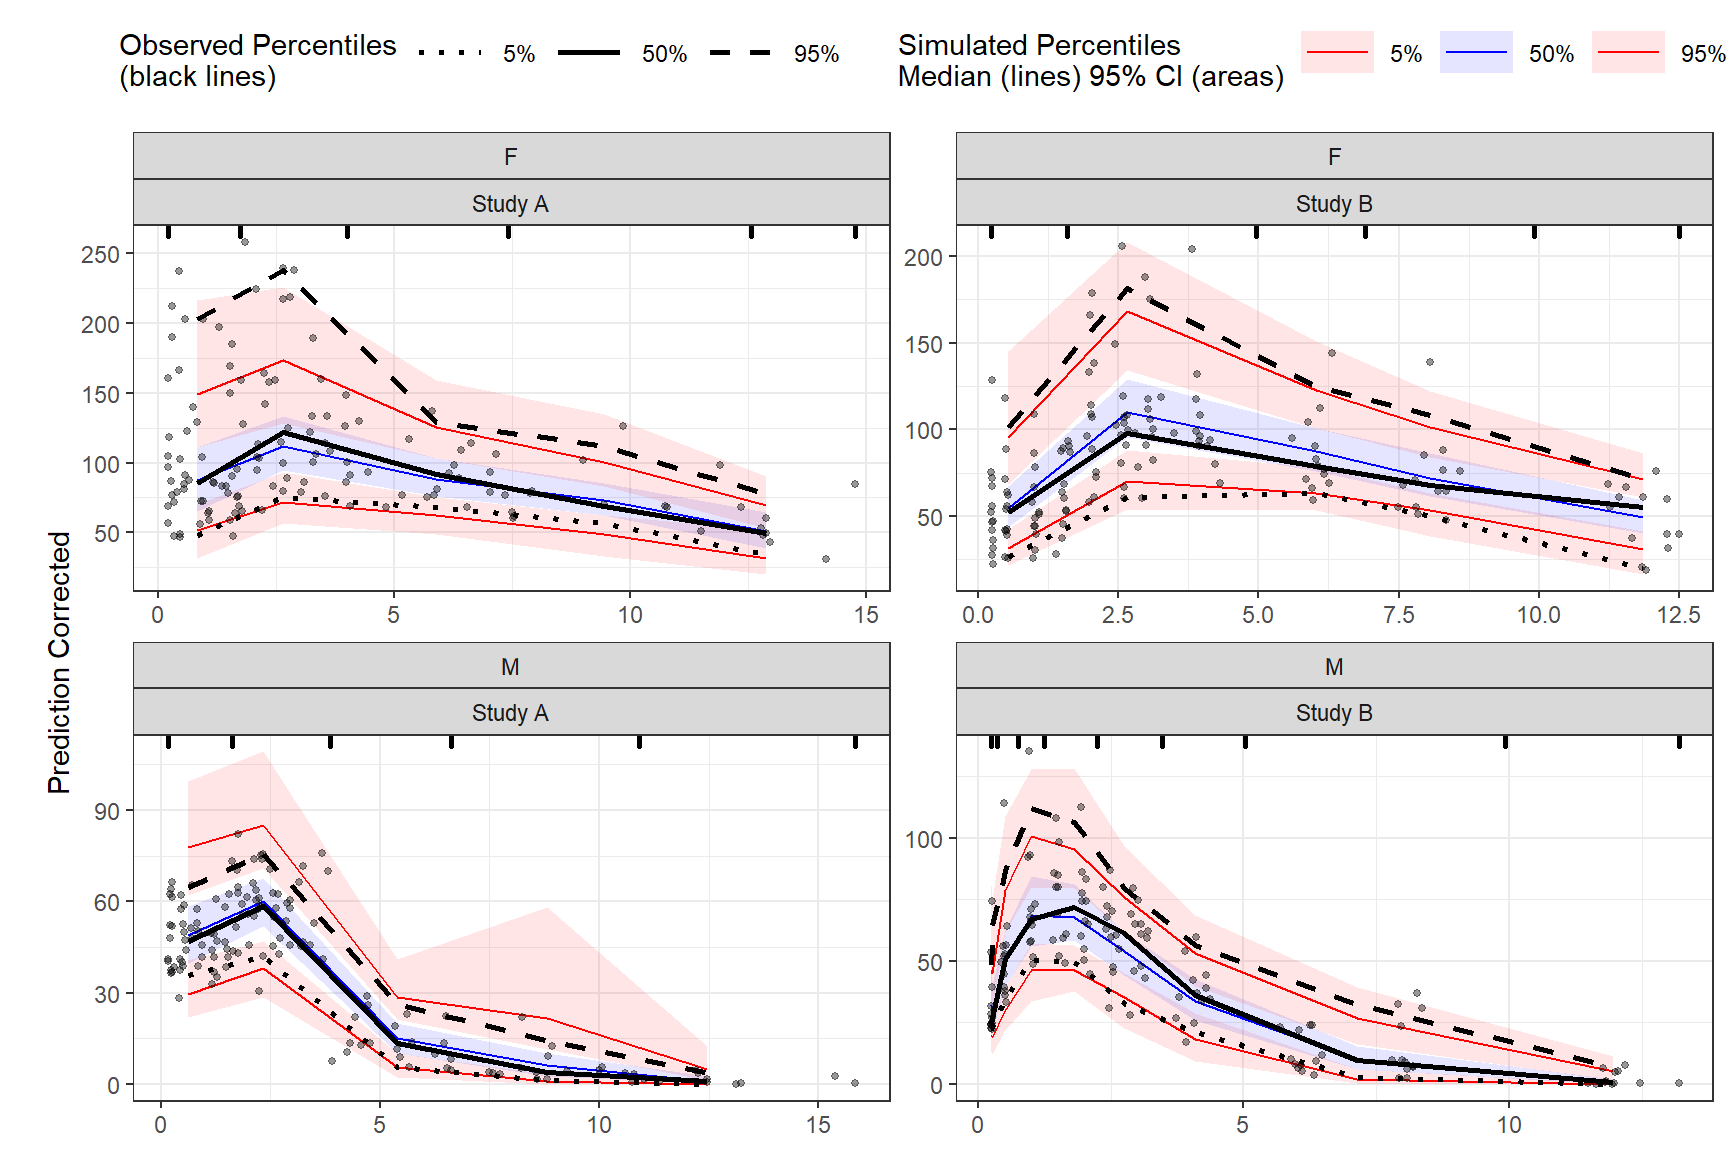 Observed Percentiles
(black lines)
5% 50% 95%
Simulated Percentiles
Median (lines) 95% CI (areas)
5% 50% 95%
Prediction Corrected
F
Study A
250
200
150
100
50
0 5 10 15
F
Study B
200
150
100
50
0.0 2.5 5.0 7.5 10.0 12.5
M
Study A
90
60
30
0
0 5 10 15
M
Study B
100
50
0
0 5 10